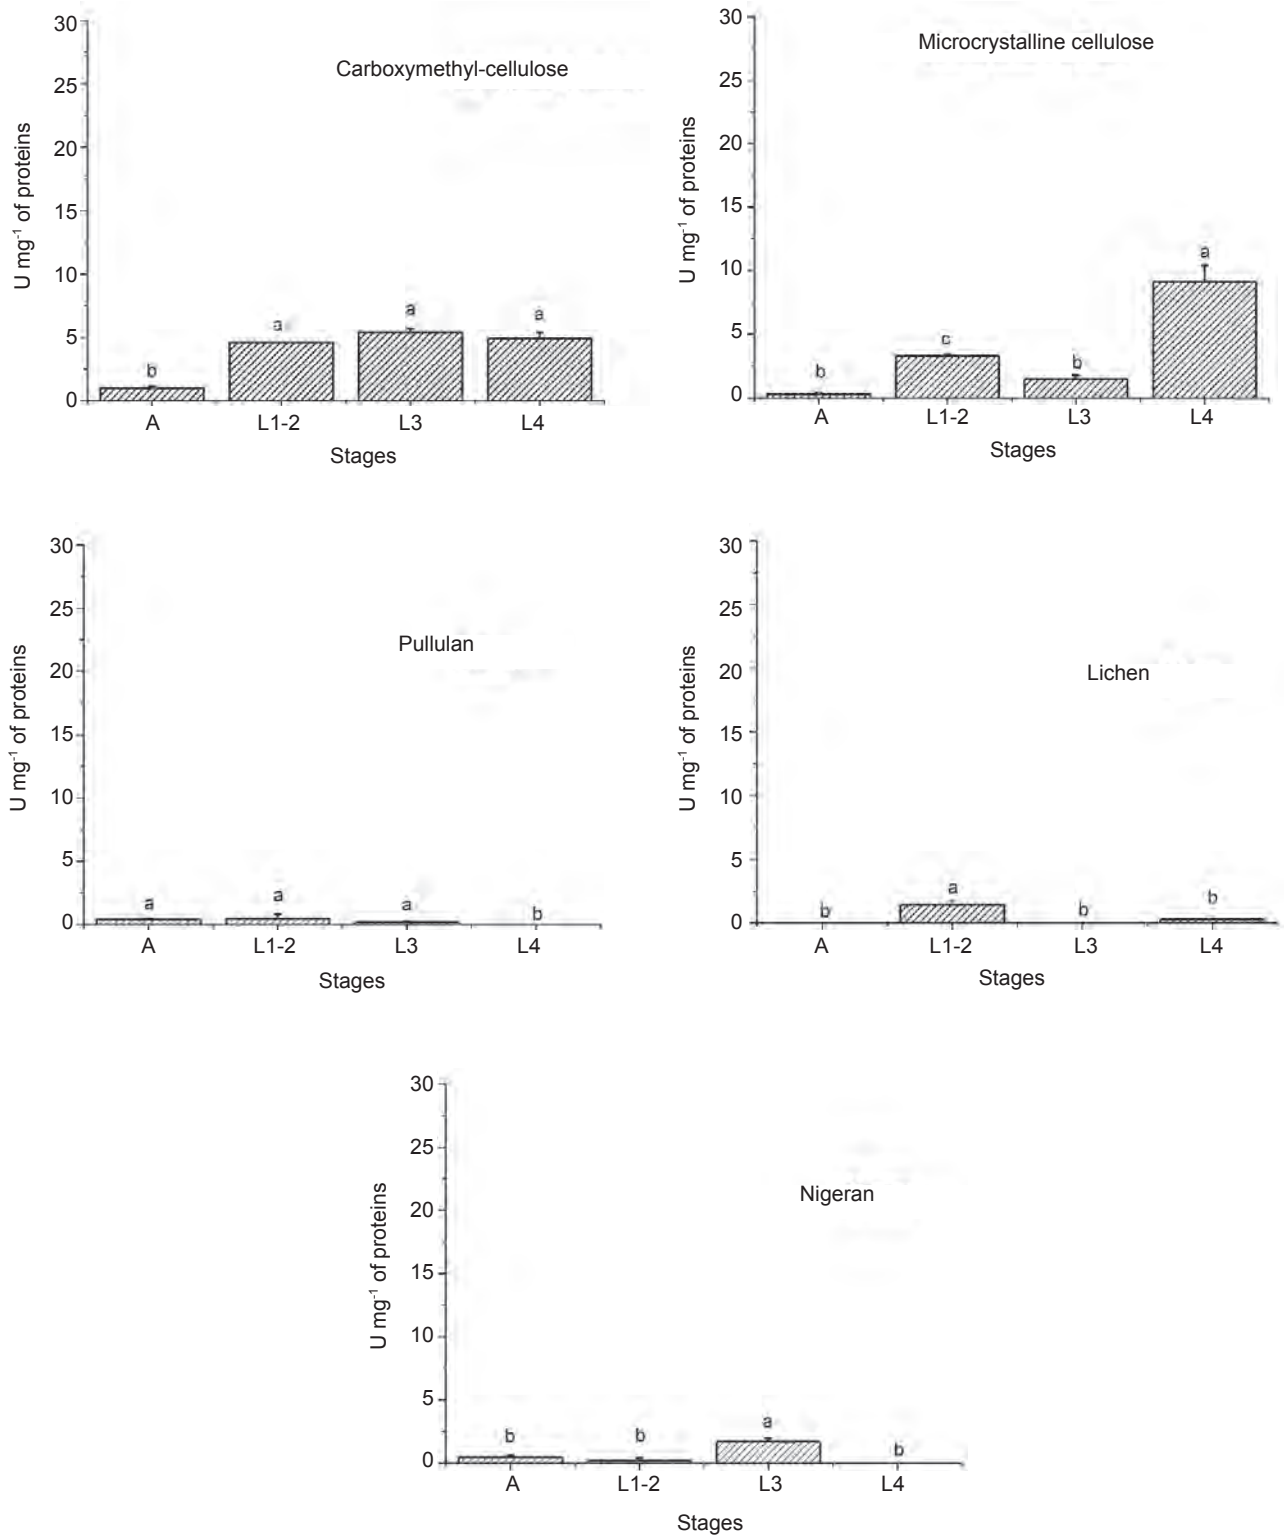 Carboxymethyl-cellulose
U mg-1 of proteins
30
25
20
15
10
5
0
b
a
a
a
A L1-2 L3 L4
Stages
Microcrystalline cellulose
U mg-1 of proteins
30
25
20
15
10
5
0
b
c
b
a
A L1-2 L3 L4
Stages
Pullulan
U mg-1 of proteins
30
25
20
15
10
5
0
a
a
a
b
A L1-2 L3 L4
Stages
Lichen
U mg-1 of proteins
30
25
20
15
10
5
0
b
a
b
b
A L1-2 L3 L4
Stages
Nigeran
U mg-1 of proteins
30
25
20
15
10
5
0
b
b
a
b
A L1-2 L3 L4
Stages